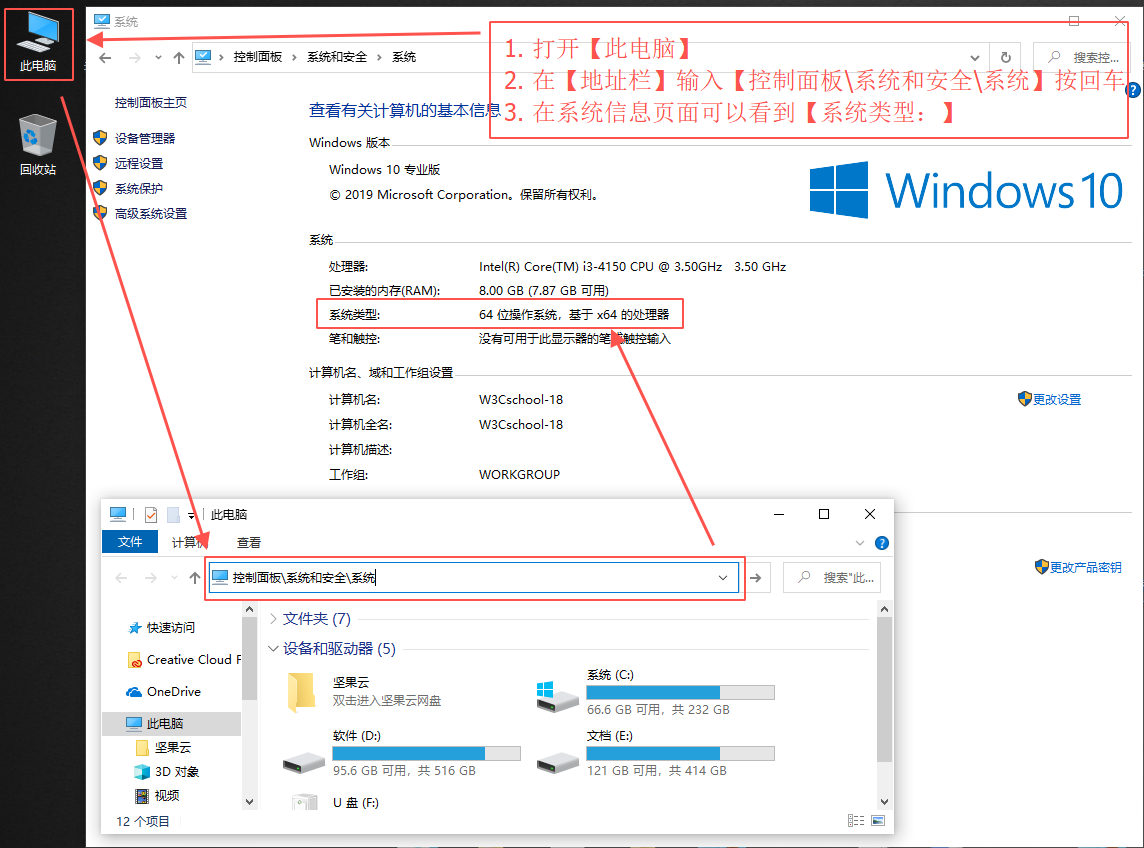 此电脑
回收站
系统
1. 打开【此电脑】
2. 在【地址栏】输入【控制面板\系统和安全\系统】按回车
3. 在系统信息页面可以看到【系统类型：】
控制面板 系统和安全 系统
搜索控...
控制面板主页
设备管理器
远程设置
系统保护
高级系统设置
查看有关计算机的基本信息
Windows 版本
Windows 10 专业版
© 2019 Microsoft Corporation。保留所有权利。
Windows 10
系统
处理器: Intel(R) Core(TM) i3-4150 CPU @ 3.50GHz 3.50 GHz
已安装的内存(RAM): 8.00 GB (7.87 GB 可用)
系统类型: 64 位操作系统，基于 x64 的处理器
笔和触控: 没有可用于此显示器的笔或触控输入
计算机名、域和工作组设置
计算机名: W3Cschool-18
更改设置
计算机全名: W3Cschool-18
计算机描述:
工作组: WORKGROUP
更改产品密钥
此电脑
文件 计算机 查看
控制面板\系统和安全\系统
搜索"此...
快速访问
Creative Cloud F
OneDrive
此电脑
坚果云
3D 对象
视频
文件夹 (7)
设备和驱动器 (5)
坚果云
双击进入坚果云网盘
系统 (C:)
66.6 GB 可用，共 232 GB
软件 (D:)
95.6 GB 可用，共 516 GB
文档 (E:)
121 GB 可用，共 414 GB
U 盘 (F:)
12 个项目